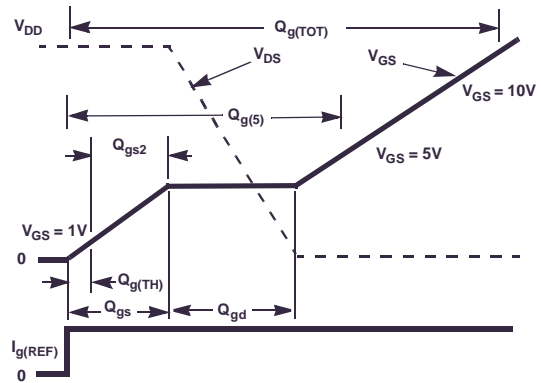 V_DD
Q_g(TOT)
V_DS
V_GS
V_GS = 10V
Q_g(5)
Q_gs2
V_GS = 5V
V_GS = 1V
0
Q_g(TH)
Q_gs
Q_gd
I_g(REF)
0